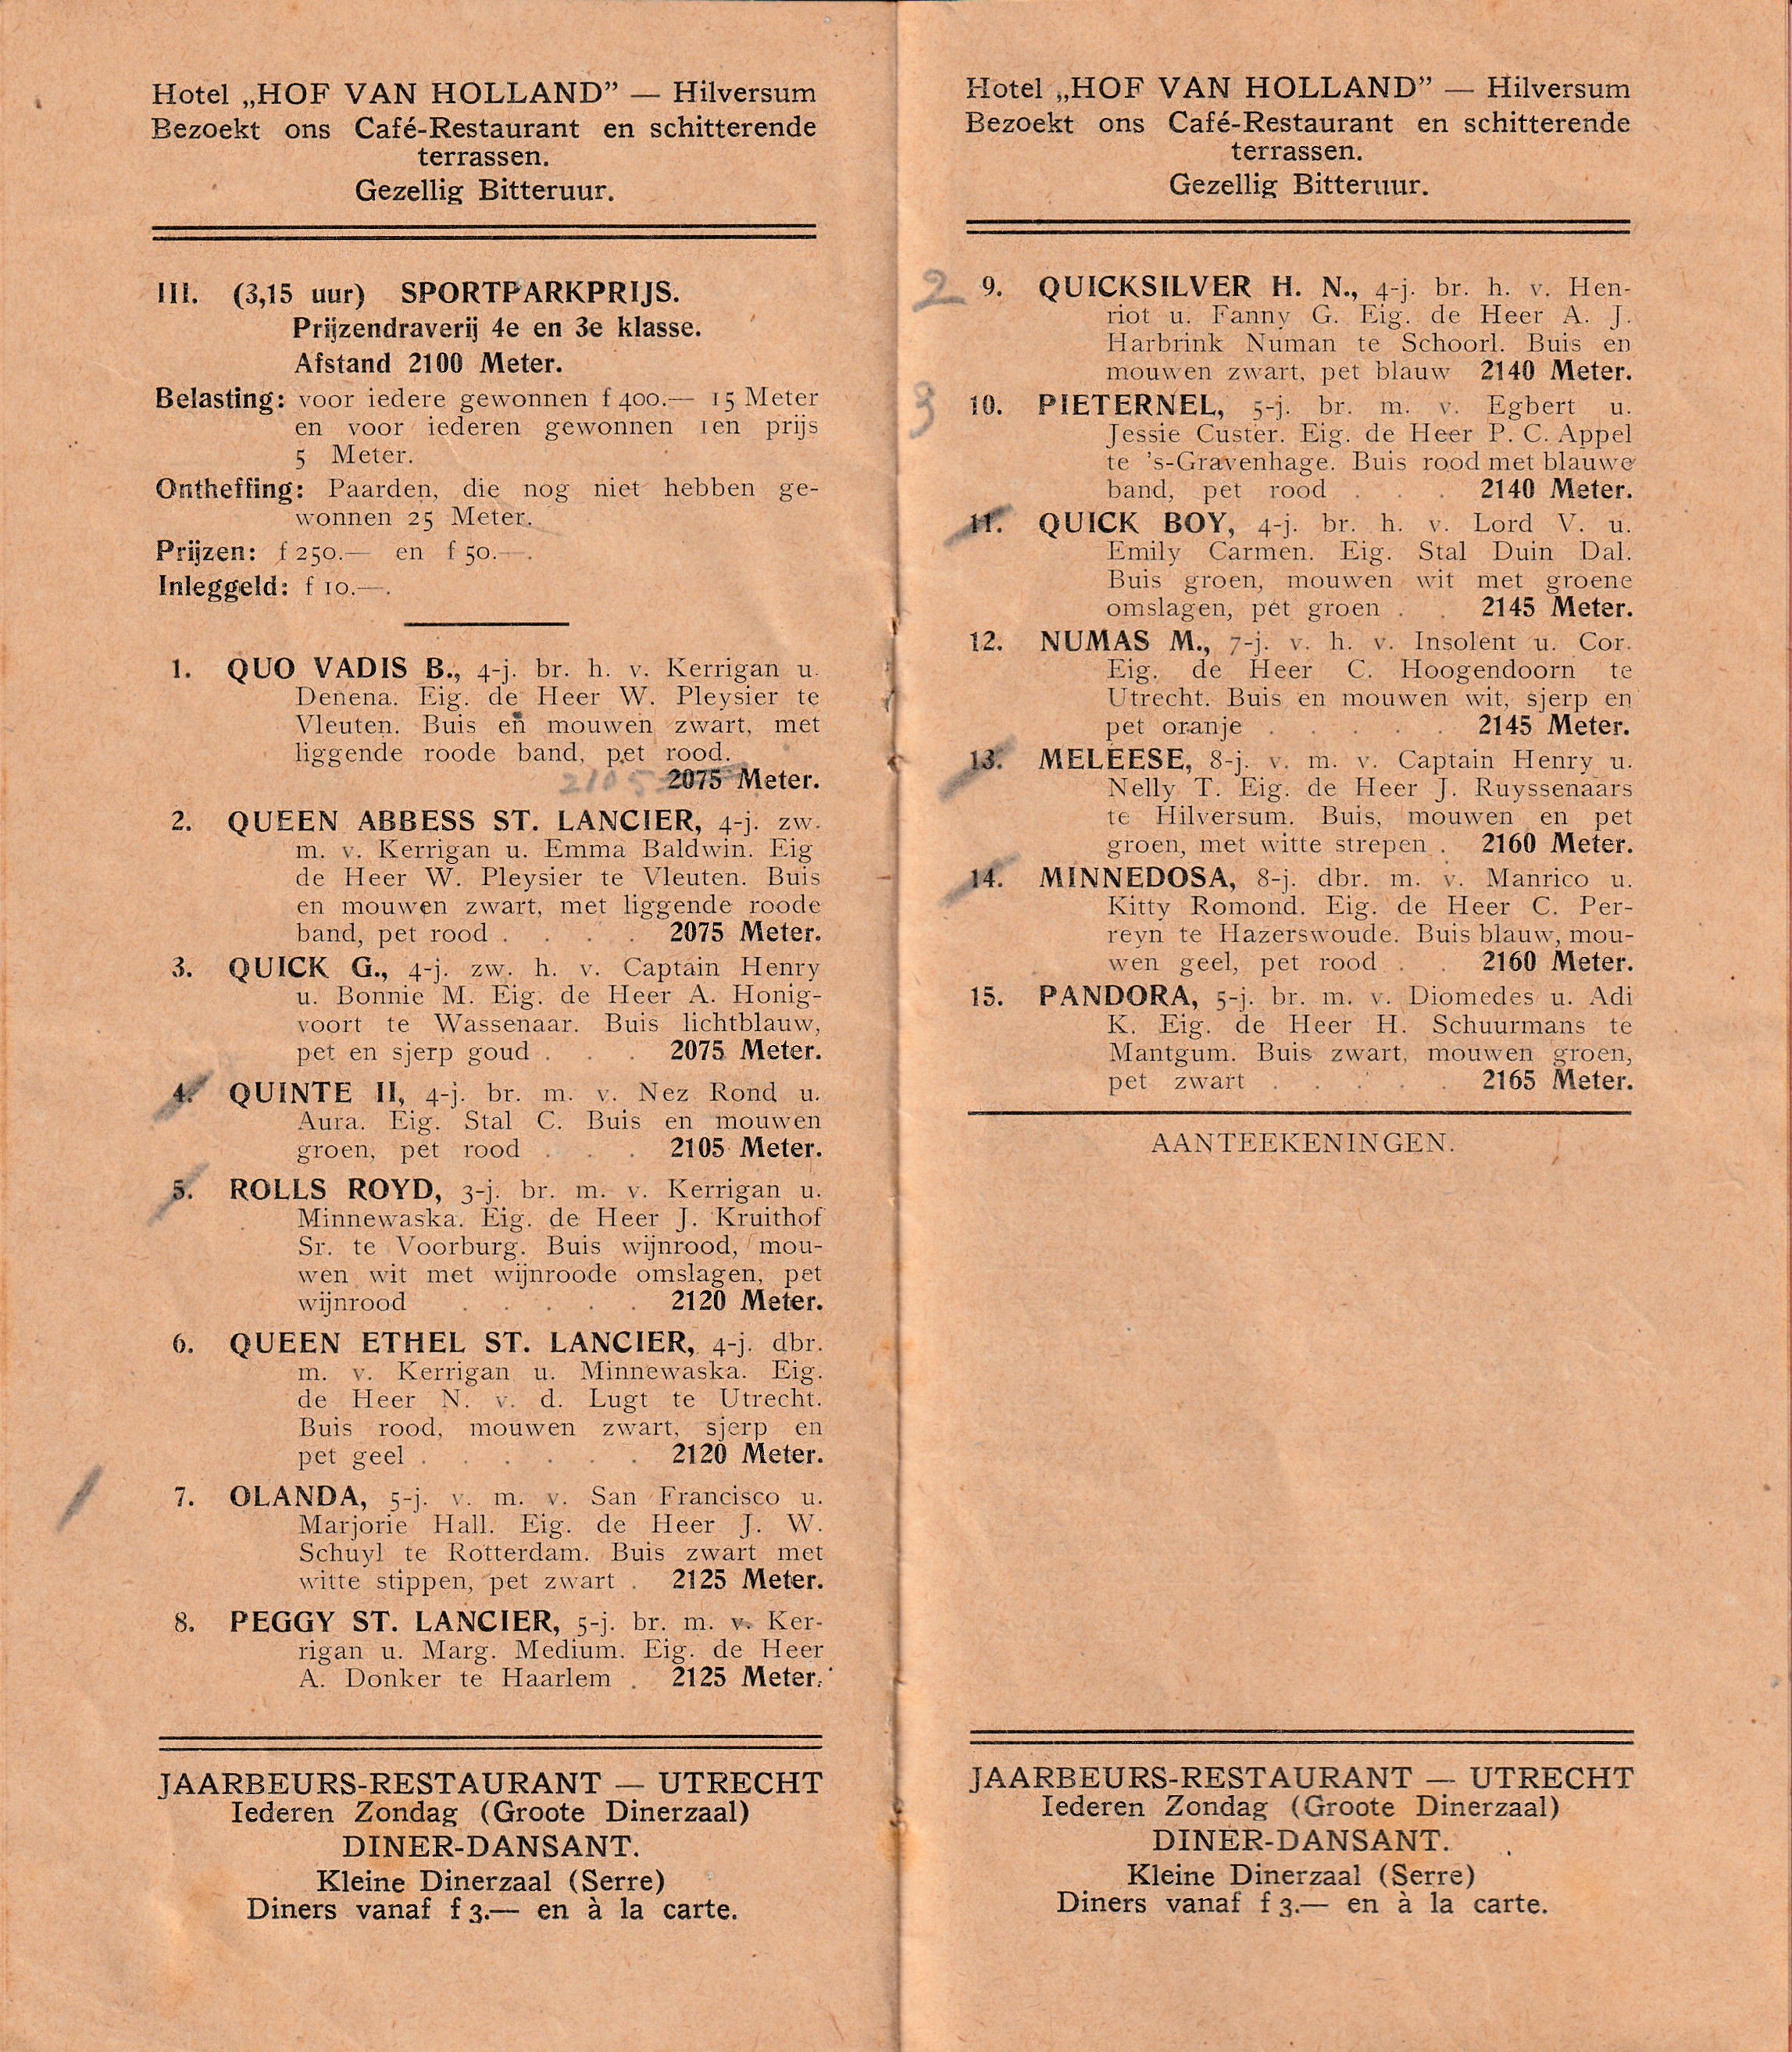 Hotel „HOF VAN HOLLAND” — Hilversum
Bezoekt ons Café-Restaurant en schitterende
terrassen.
Gezellig Bitteruur.
III. (3,15 uur) SPORTPARKPRIJS.
Prijzendraverij 4e en 3e klasse.
Afstand 2100 Meter.
Belasting: voor iedere gewonnen f 400.— 15 Meter
en voor iederen gewonnen 1en prijs
5 Meter.
Ontheffing: Paarden, die nog niet hebben ge-
wonnen 25 Meter.
Prijzen: f 250.— en f 50.—.
Inleggeld: f 10.—.
1. QUO VADIS B., 4-j. br. h. v. Kerrigan u.
Denena. Eig. de Heer W. Pleysier te
Vleuten. Buis en mouwen zwart, met
liggende roode band, pet rood.
2105 2075 Meter.
2. QUEEN ABBESS ST. LANCIER, 4-j. zw.
m. v. Kerrigan u. Emma Baldwin. Eig
de Heer W. Pleysier te Vleuten. Buis
en mouwen zwart, met liggende roode
band, pet rood . . . . 2075 Meter.
3. QUICK G., 4-j. zw. h. v. Captain Henry
u. Bonnie M. Eig. de Heer A. Honig-
voort te Wassenaar. Buis lichtblauw,
pet en sjerp goud . . . 2075 Meter.
4. QUINTE II, 4-j. br. m. v. Nez Rond u.
Aura. Eig. Stal C. Buis en mouwen
groen, pet rood . . . 2105 Meter.
5. ROLLS ROYD, 3-j. br. m. v. Kerrigan u.
Minnewaska. Eig. de Heer J. Kruithof
Sr. te Voorburg. Buis wijnrood, mou-
wen wit met wijnroode omslagen, pet
wijnrood . . . . . 2120 Meter.
6. QUEEN ETHEL ST. LANCIER, 4-j. dbr.
m. v. Kerrigan u. Minnewaska. Eig.
de Heer N. v. d. Lugt te Utrecht.
Buis rood, mouwen zwart, sjerp en
pet geel . . . . . . 2120 Meter.
7. OLANDA, 5-j. v. m. v. San Francisco u.
Marjorie Hall. Eig. de Heer J. W.
Schuyl te Rotterdam. Buis zwart met
witte stippen, pet zwart . 2125 Meter.
8. PEGGY ST. LANCIER, 5-j. br. m. v. Ker-
rigan u. Marg. Medium. Eig. de Heer
A. Donker te Haarlem . 2125 Meter.
JAARBEURS-RESTAURANT — UTRECHT
Iederen Zondag (Groote Dinerzaal)
DINER-DANSANT.
Kleine Dinerzaal (Serre)
Diners vanaf f 3.— en à la carte.
Hotel „HOF VAN HOLLAND” — Hilversum
Bezoekt ons Café-Restaurant en schitterende
terrassen.
Gezellig Bitteruur.
2 9. QUICKSILVER H. N., 4-j. br. h. v. Hen-
riot u. Fanny G. Eig. de Heer A. J.
Harbrink Numan te Schoorl. Buis en
mouwen zwart, pet blauw 2140 Meter.
3 10. PIETERNEL, 5-j. br. m. v. Egbert u.
Jessie Custer. Eig. de Heer P. C. Appel
te 's-Gravenhage. Buis rood met blauwe
band, pet rood . . . 2140 Meter.
11. QUICK BOY, 4-j. br. h. v. Lord V. u.
Emily Carmen. Eig. Stal Duin Dal.
Buis groen, mouwen wit met groene
omslagen, pet groen . . 2145 Meter.
12. NUMAS M., 7-j. v. h. v. Insolent u. Cor.
Eig. de Heer C. Hoogendoorn te
Utrecht. Buis en mouwen wit, sjerp en
pet oranje . . . . . 2145 Meter.
13. MELEESE, 8-j. v. m. v. Captain Henry u.
Nelly T. Eig. de Heer J. Ruyssenaars
te Hilversum. Buis, mouwen en pet
groen, met witte strepen . 2160 Meter.
14. MINNEDOSA, 8-j. dbr. m. v. Manrico u.
Kitty Romond. Eig. de Heer C. Per-
reyn te Hazerswoude. Buis blauw, mou-
wen geel, pet rood . . 2160 Meter.
15. PANDORA, 5-j. br. m. v. Diomedes u. Adi
K. Eig. de Heer H. Schuurmans te
Mantgum. Buis zwart, mouwen groen,
pet zwart . . . . . 2165 Meter.
AANTEEKENINGEN.
JAARBEURS-RESTAURANT — UTRECHT
Iederen Zondag (Groote Dinerzaal)
DINER-DANSANT.
Kleine Dinerzaal (Serre)
Diners vanaf f 3.— en à la carte.